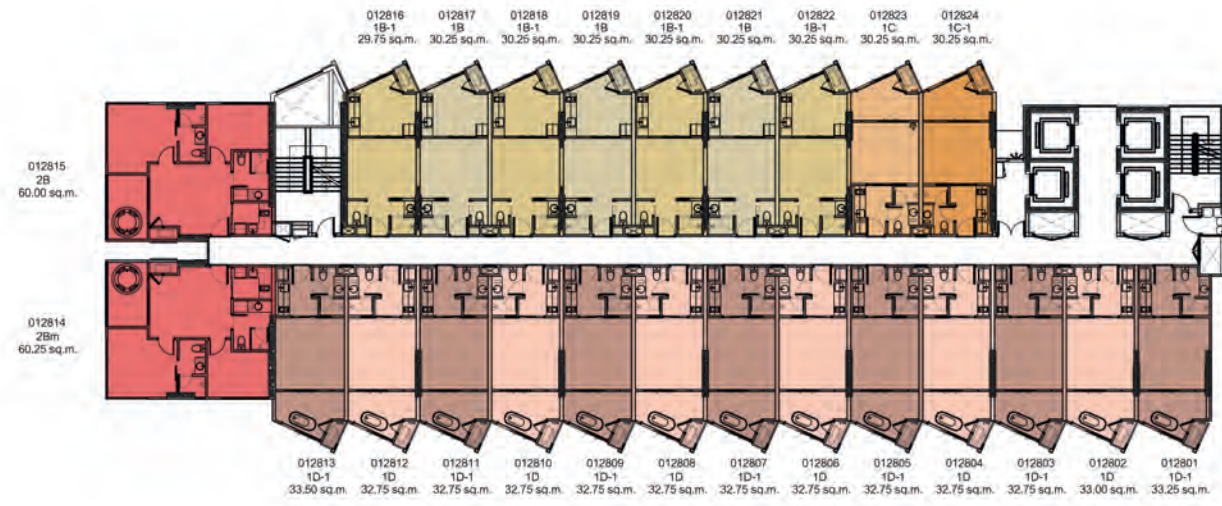 012816
1B-1
29.75 sq.m.
012817
1B
30.25 sq.m.
012818
1B-1
30.25 sq.m.
012819
1B
30.25 sq.m.
012820
1B-1
30.25 sq.m.
012821
1B
30.25 sq.m.
012822
1B-1
30.25 sq.m.
012823
1C
30.25 sq.m.
012824
1C-1
30.25 sq.m.
012815
2B
60.00 sq.m.
012814
2Bm
60.25 sq.m.
012813
1D-1
33.50 sq.m.
012812
1D
32.75 sq.m.
012811
1D-1
32.75 sq.m.
012810
1D
32.75 sq.m.
012809
1D-1
32.75 sq.m.
012808
1D
32.75 sq.m.
012807
1D-1
32.75 sq.m.
012806
1D
32.75 sq.m.
012805
1D-1
32.75 sq.m.
012804
1D
32.75 sq.m.
012803
1D-1
32.75 sq.m.
012802
1D
33.00 sq.m.
012801
1D-1
33.25 sq.m.